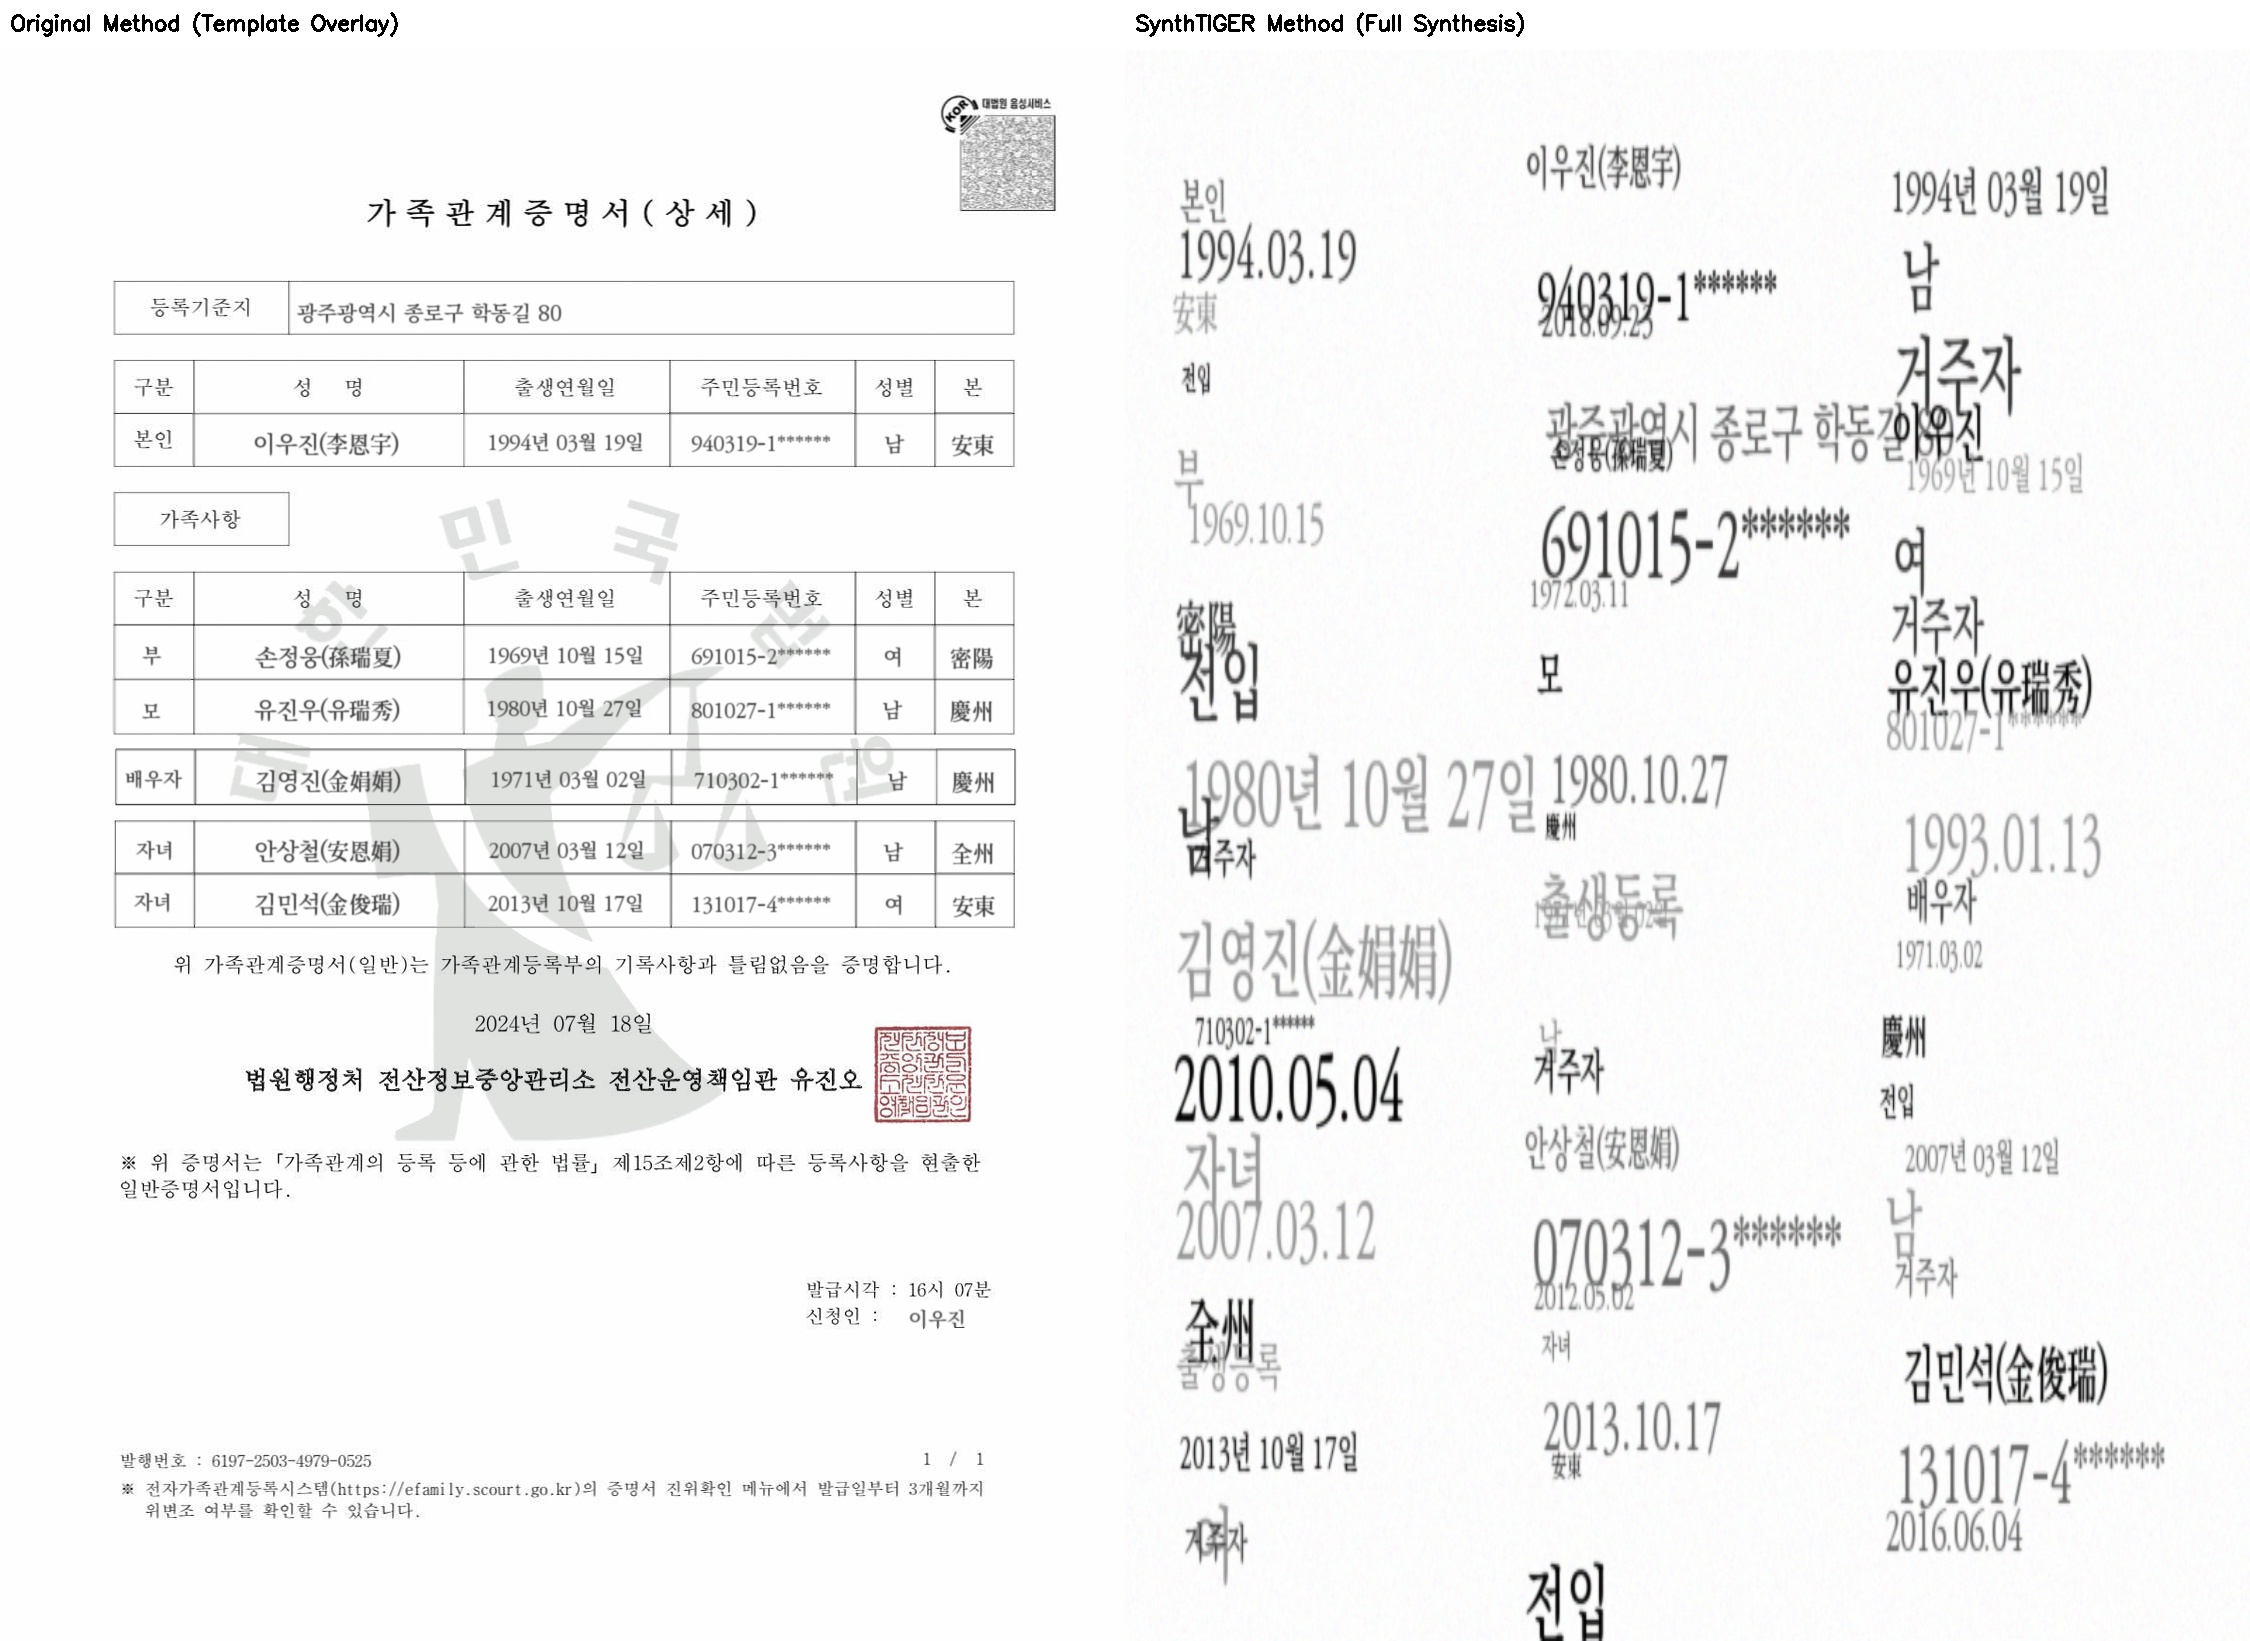 Original Method (Template Overlay)
SynthTIGER Method (Full Synthesis)
KOR
대법원 음성서비스
가족관계증명서(상세)
등록기준지 광주광역시 종로구 학동길 80
구분 성 명 출생연월일 주민등록번호 성별 본
본인 이우진(李恩宇) 1994년 03월 19일 940319-1****** 남 安東
가족사항
대한민국법원
구분 성 명 출생연월일 주민등록번호 성별 본
부 손정웅(孫瑞夏) 1969년 10월 15일 691015-2****** 여 密陽
모 유진우(유瑞秀) 1980년 10월 27일 801027-1****** 남 慶州
배우자 김영진(金娟娟) 1971년 03월 02일 710302-1****** 남 慶州
자녀 안상철(安恩娟) 2007년 03월 12일 070312-3****** 남 全州
자녀 김민석(金俊瑞) 2013년 10월 17일 131017-4****** 여 安東
위 가족관계증명서(일반)는 가족관계등록부의 기록사항과 틀림없음을 증명합니다.
2024년 07월 18일
법원행정처 전산정보중앙관리소 전산운영책임관 유진오
※ 위 증명서는 「가족관계의 등록 등에 관한 법률」 제15조제2항에 따른 등록사항을 현출한
일반증명서입니다.
발급시각 : 16시 07분
신청인 : 이우진
발행번호 : 6197-2503-4979-0525
1 / 1
※ 전자가족관계등록시스템(https://efamily.scourt.go.kr)의 증명서 진위확인 메뉴에서 발급일부터 3개월까지
위변조 여부를 확인할 수 있습니다.
본인
이우진(李恩宇)
1994년 03월 19일
1994.03.19
940319-1******
남
安東
2018.09.23
거주자
전입
광주광역시 종로구 학동길 80
이우진
부
손정웅(孫瑞夏)
1969년 10월 15일
1969.10.15
691015-2******
여
密陽
1972.03.11
거주자
전입
모
유진우(유瑞秀)
801027-1******
1980년 10월 27일
1980.10.27
남
慶州
1993.01.13
거주자
출생등록
배우자
김영진(金娟娟)
1971년 03월 02일
1971.03.02
710302-1******
남
慶州
2010.05.04
거주자
전입
자녀
안상철(安恩娟)
2007년 03월 12일
2007.03.12
070312-3******
남
全州
2012.05.02
거주자
출생등록
자녀
김민석(金俊瑞)
2013년 10월 17일
2013.10.17
131017-4******
여
安東
2016.06.04
거주자
전입